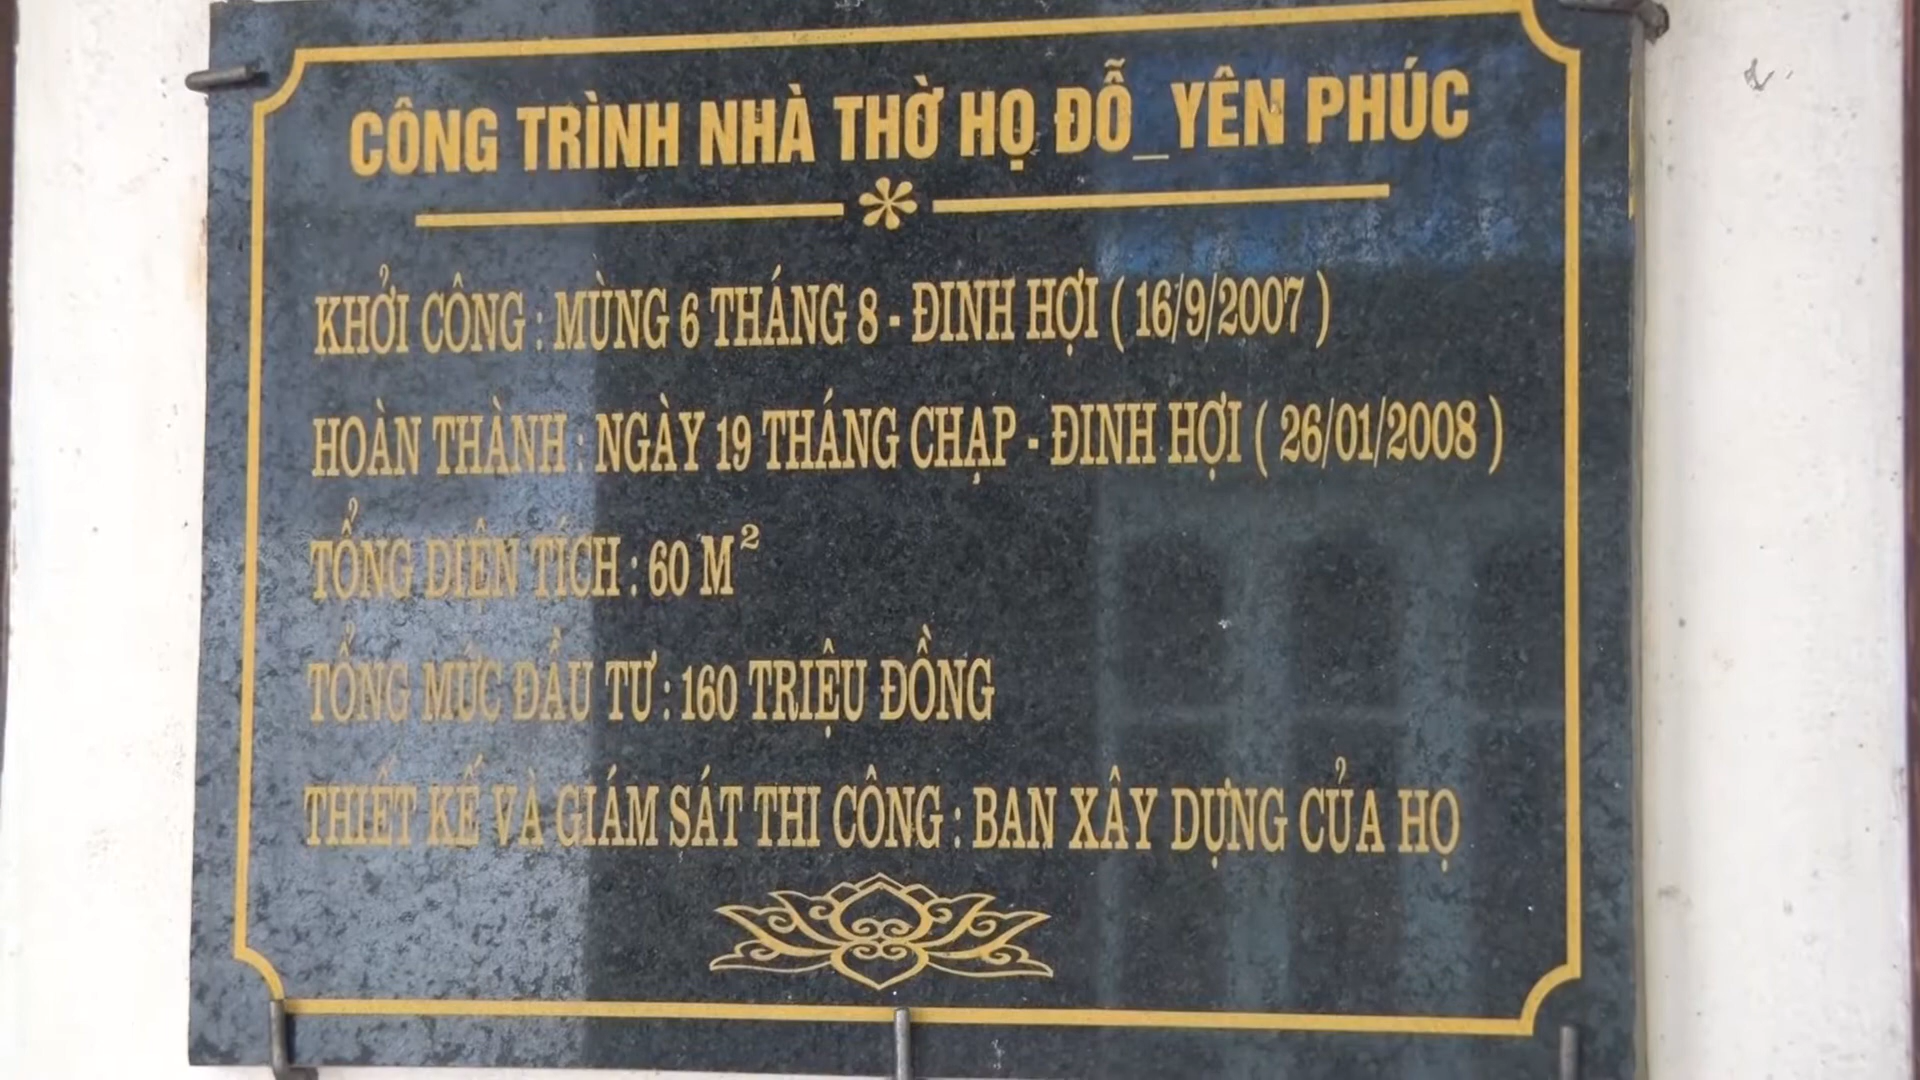 CÔNG TRÌNH NHÀ THỜ HỌ ĐỖ_YÊN PHÚC
KHỞI CÔNG : MÙNG 6 THÁNG 8 - ĐINH HỢI ( 16/9/2007 )
HOÀN THÀNH : NGÀY 19 THÁNG CHẠP - ĐINH HỢI ( 26/01/2008 )
TỔNG DIỆN TÍCH : 60 M²
TỔNG MỨC ĐẦU TƯ : 160 TRIỆU ĐỒNG
THIẾT KẾ VÀ GIÁM SÁT THI CÔNG : BAN XÂY DỰNG CỦA HỌ